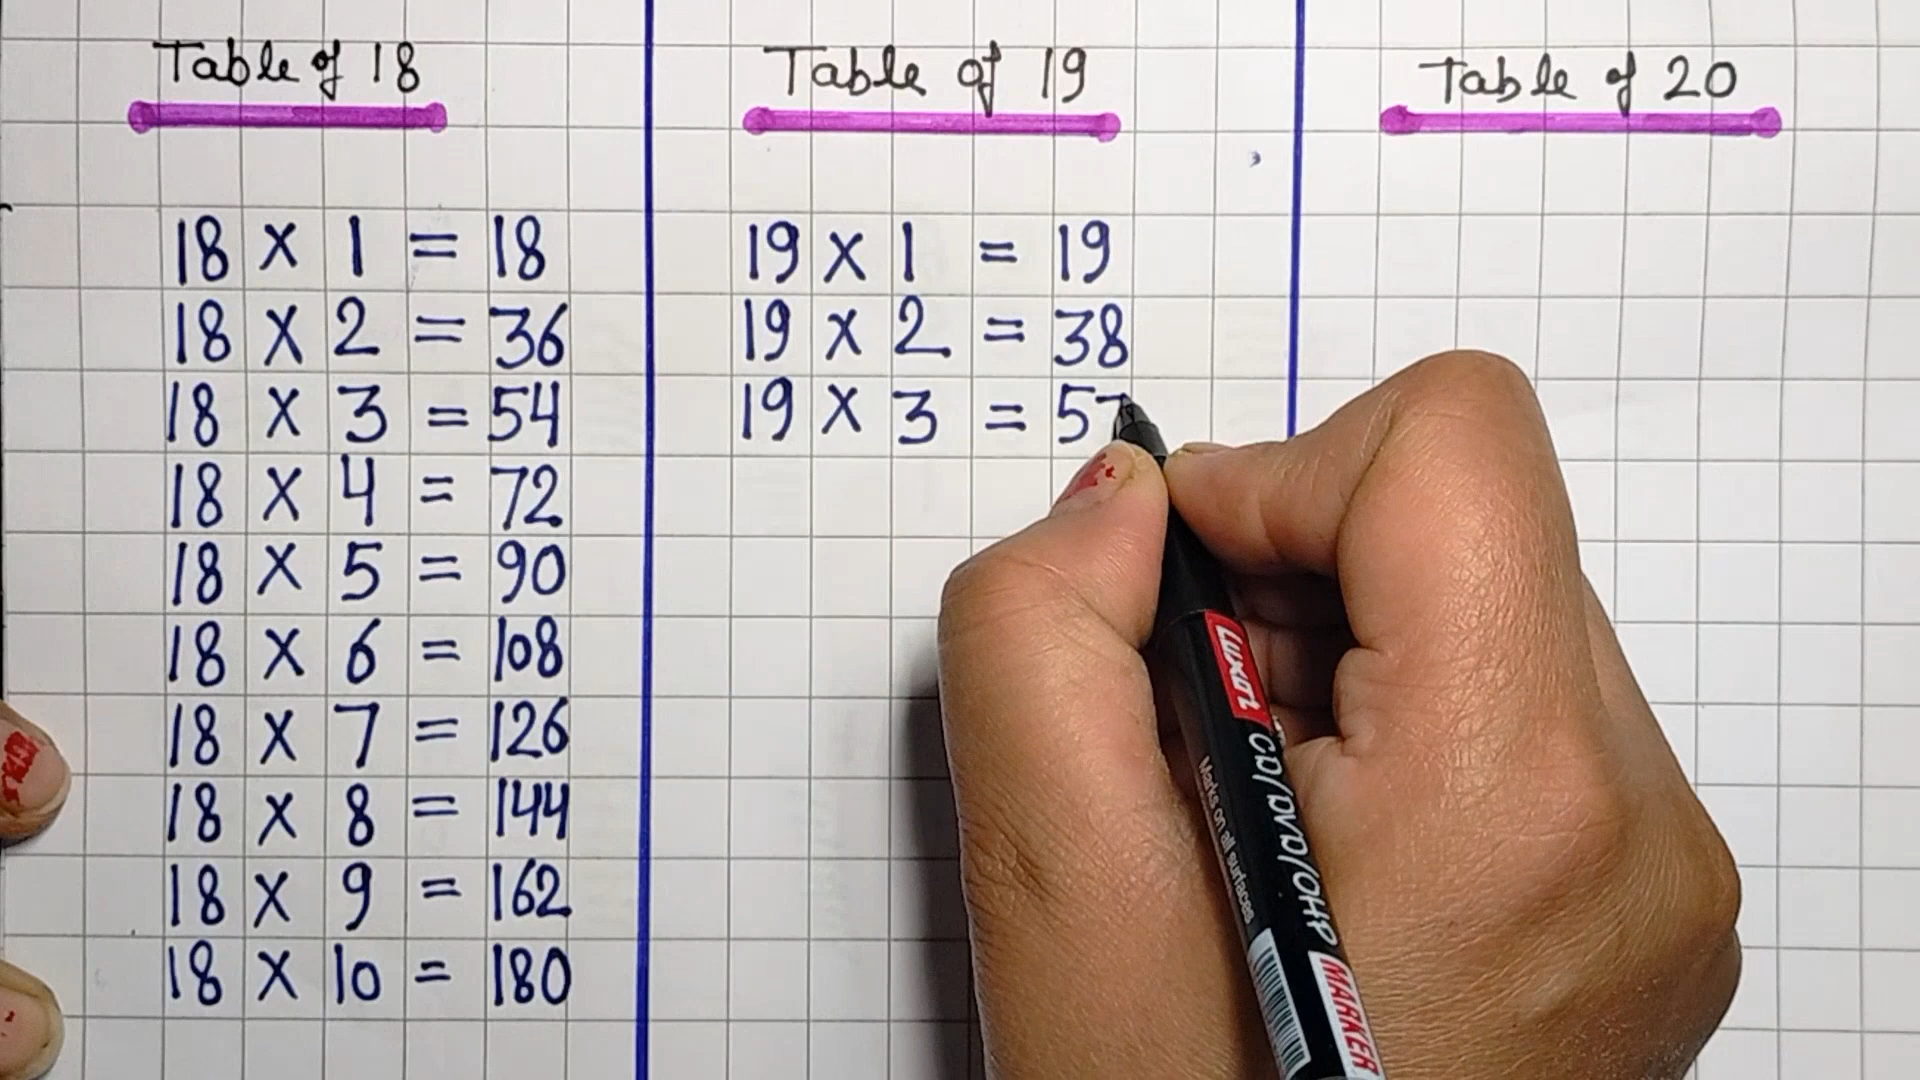 Table of 18
18 X 1 = 18
18 X 2 = 36
18 X 3 = 54
18 X 4 = 72
18 X 5 = 90
18 X 6 = 108
18 X 7 = 126
18 X 8 = 144
18 X 9 = 162
18 X 10 = 180
Table of 19
19 X 1 = 19
19 X 2 = 38
19 X 3 = 57
Table of 20
LUXOR
CD/DVD/OHP MARKER
Marks on all surfaces